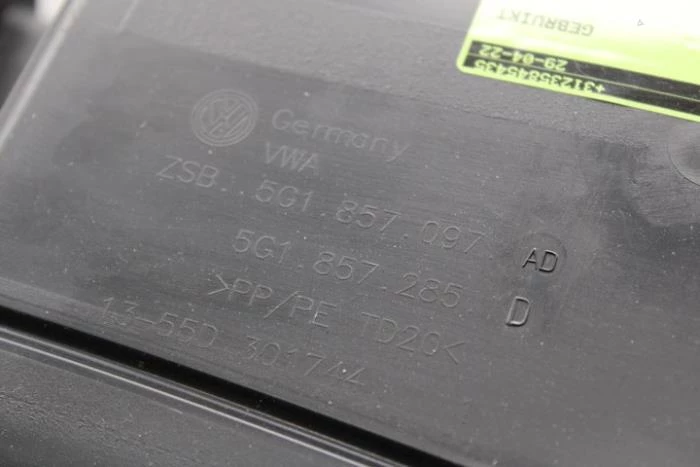 GEBRUIKT
29-04-22
+31235845435
Germany
VWA
ZSB. 5G1.857.097 AD
5G1.857.285 D
>PP/PE TD20<
13-550 301744